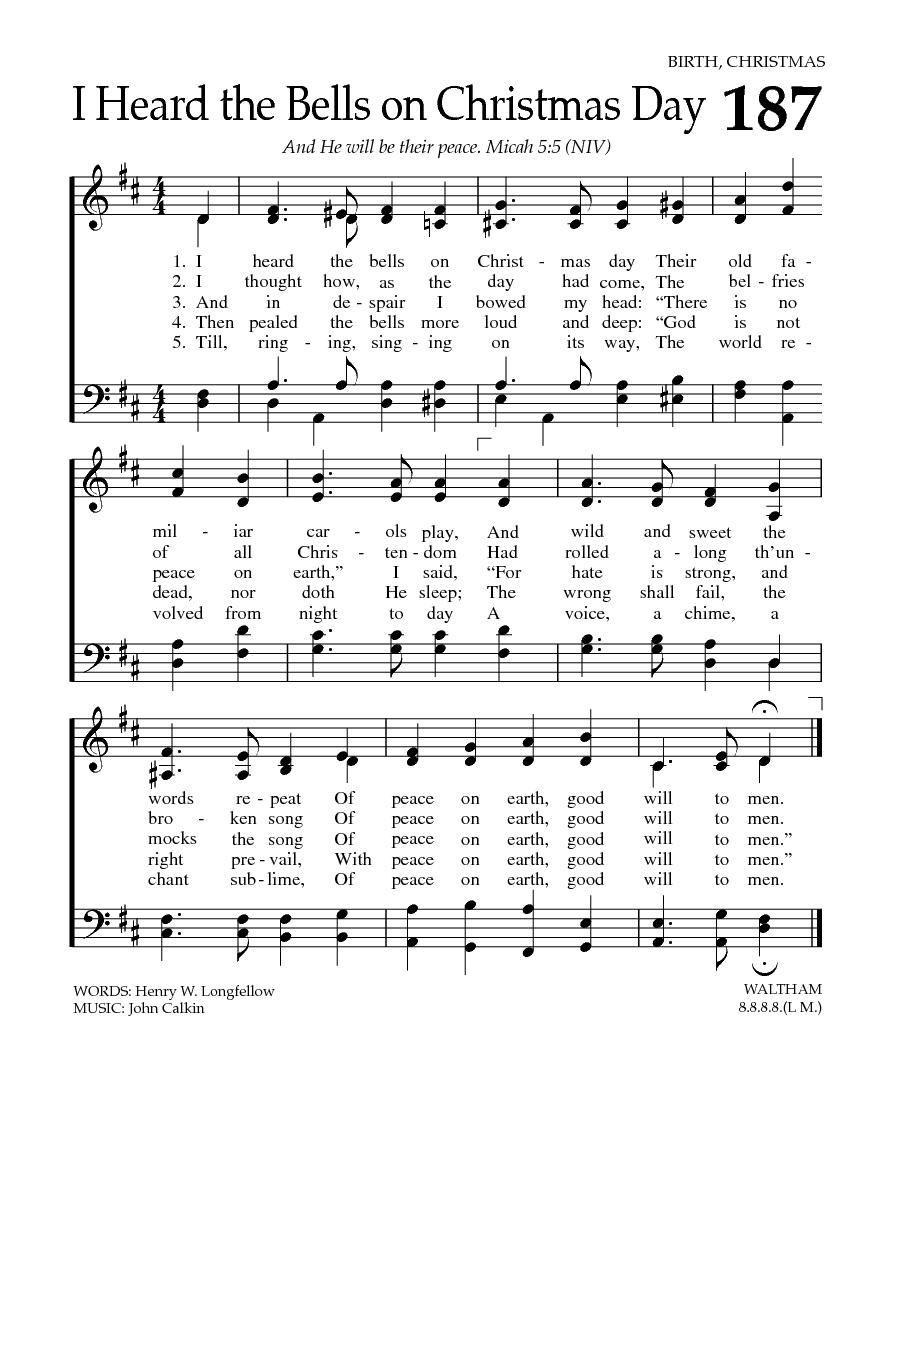 BIRTH, CHRISTMAS
I Heard the Bells on Christmas Day 187
And He will be their peace. Micah 5:5 (NIV)
4
4
1. I heard the bells on Christ - mas day Their old fa -
2. I thought how, as the day had come, The bel - fries
3. And in de - spair I bowed my head: “There is no
4. Then pealed the bells more loud and deep: “God is not
5. Till, ring - ing, sing - ing on its way, The world re -
4
4
mil - iar car - ols play, And wild and sweet the
of all Chris - ten - dom Had rolled a - long th’un -
peace on earth,” I said, “For hate is strong, and
dead, nor doth He sleep; The wrong shall fail, the
volved from night to day A voice, a chime, a
words re - peat Of peace on earth, good will to men.
bro - ken song Of peace on earth, good will to men.
mocks the song Of peace on earth, good will to men.”
right pre - vail, With peace on earth, good will to men.”
chant sub - lime, Of peace on earth, good will to men.
WORDS: Henry W. Longfellow
MUSIC: John Calkin
WALTHAM
8.8.8.8.(L M.)